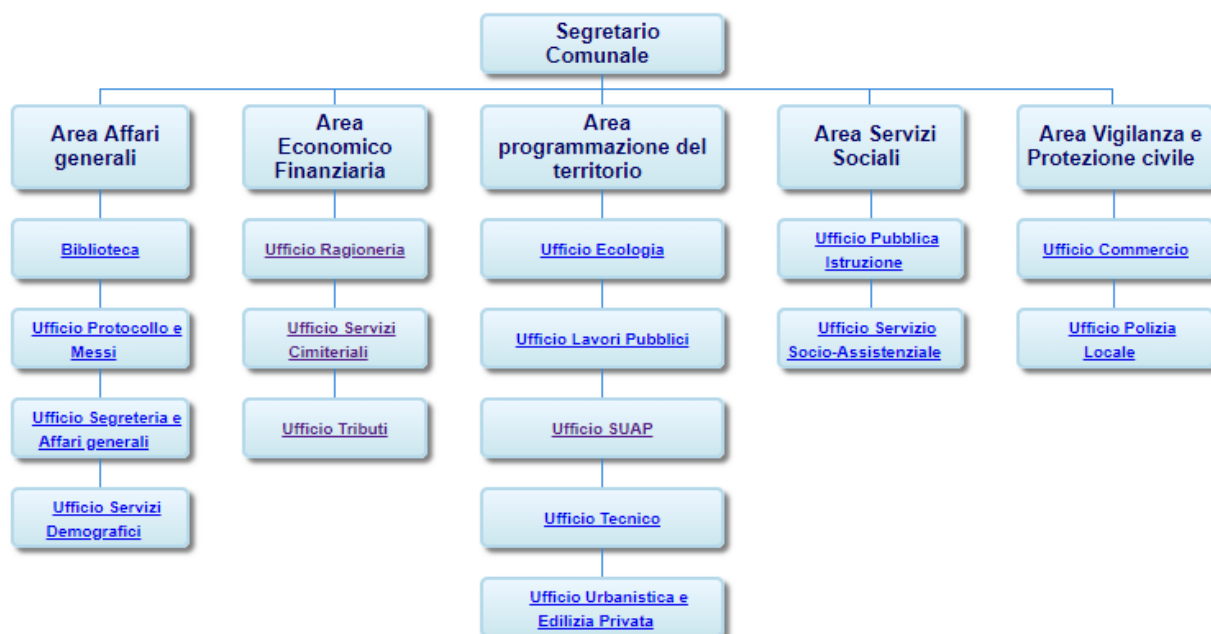 Segretario
Comunale
Area Affari
generali
Area
Economico
Finanziaria
Area
programmazione del
territorio
Area Servizi
Sociali
Area Vigilanza e
Protezione civile
Biblioteca
Ufficio Ragioneria
Ufficio Ecologia
Ufficio Pubblica
Istruzione
Ufficio Commercio
Ufficio Protocollo e
Messi
Ufficio Servizi
Cimiteriali
Ufficio Lavori Pubblici
Ufficio Servizio
Socio-Assistenziale
Ufficio Polizia
Locale
Ufficio Segreteria e
Affari generali
Ufficio Tributi
Ufficio SUAP
Ufficio Servizi
Demografici
Ufficio Tecnico
Ufficio Urbanistica e
Edilizia Privata